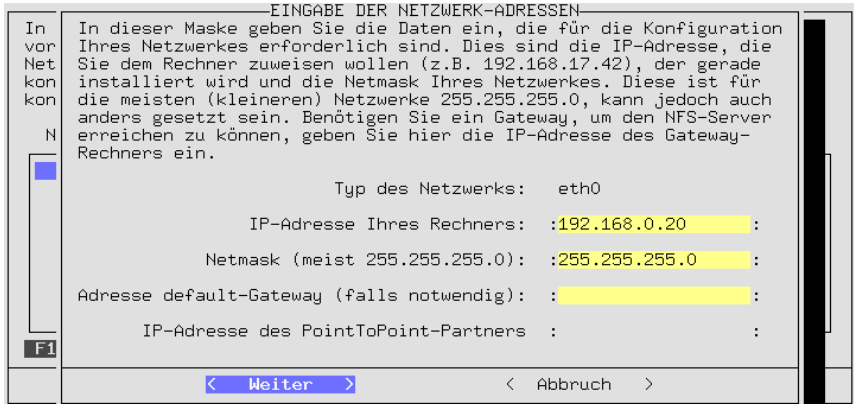 EINGABE DER NETZWERK-ADRESSEN
In In dieser Maske geben Sie die Daten ein, die für die Konfiguration
vor Ihres Netzwerkes erforderlich sind. Dies sind die IP-Adresse, die
Net Sie dem Rechner zuweisen wollen (z.B. 192.168.17.42), der gerade
kon installiert wird und die Netmask Ihres Netzwerkes. Diese ist für
kon die meisten (kleineren) Netzwerke 255.255.255.0, kann jedoch auch
anders gesetzt sein. Benötigen Sie ein Gateway, um den NFS-Server
N erreichen zu können, geben Sie hier die IP-Adresse des Gateway-
Rechners ein.
Typ des Netzwerks: eth0
IP-Adresse Ihres Rechners: :192.168.0.20 :
Netmask (meist 255.255.255.0): :255.255.255.0 :
Adresse default-Gateway (falls notwendig): : :
IP-Adresse des PointToPoint-Partners : :
F1
< Weiter > < Abbruch >